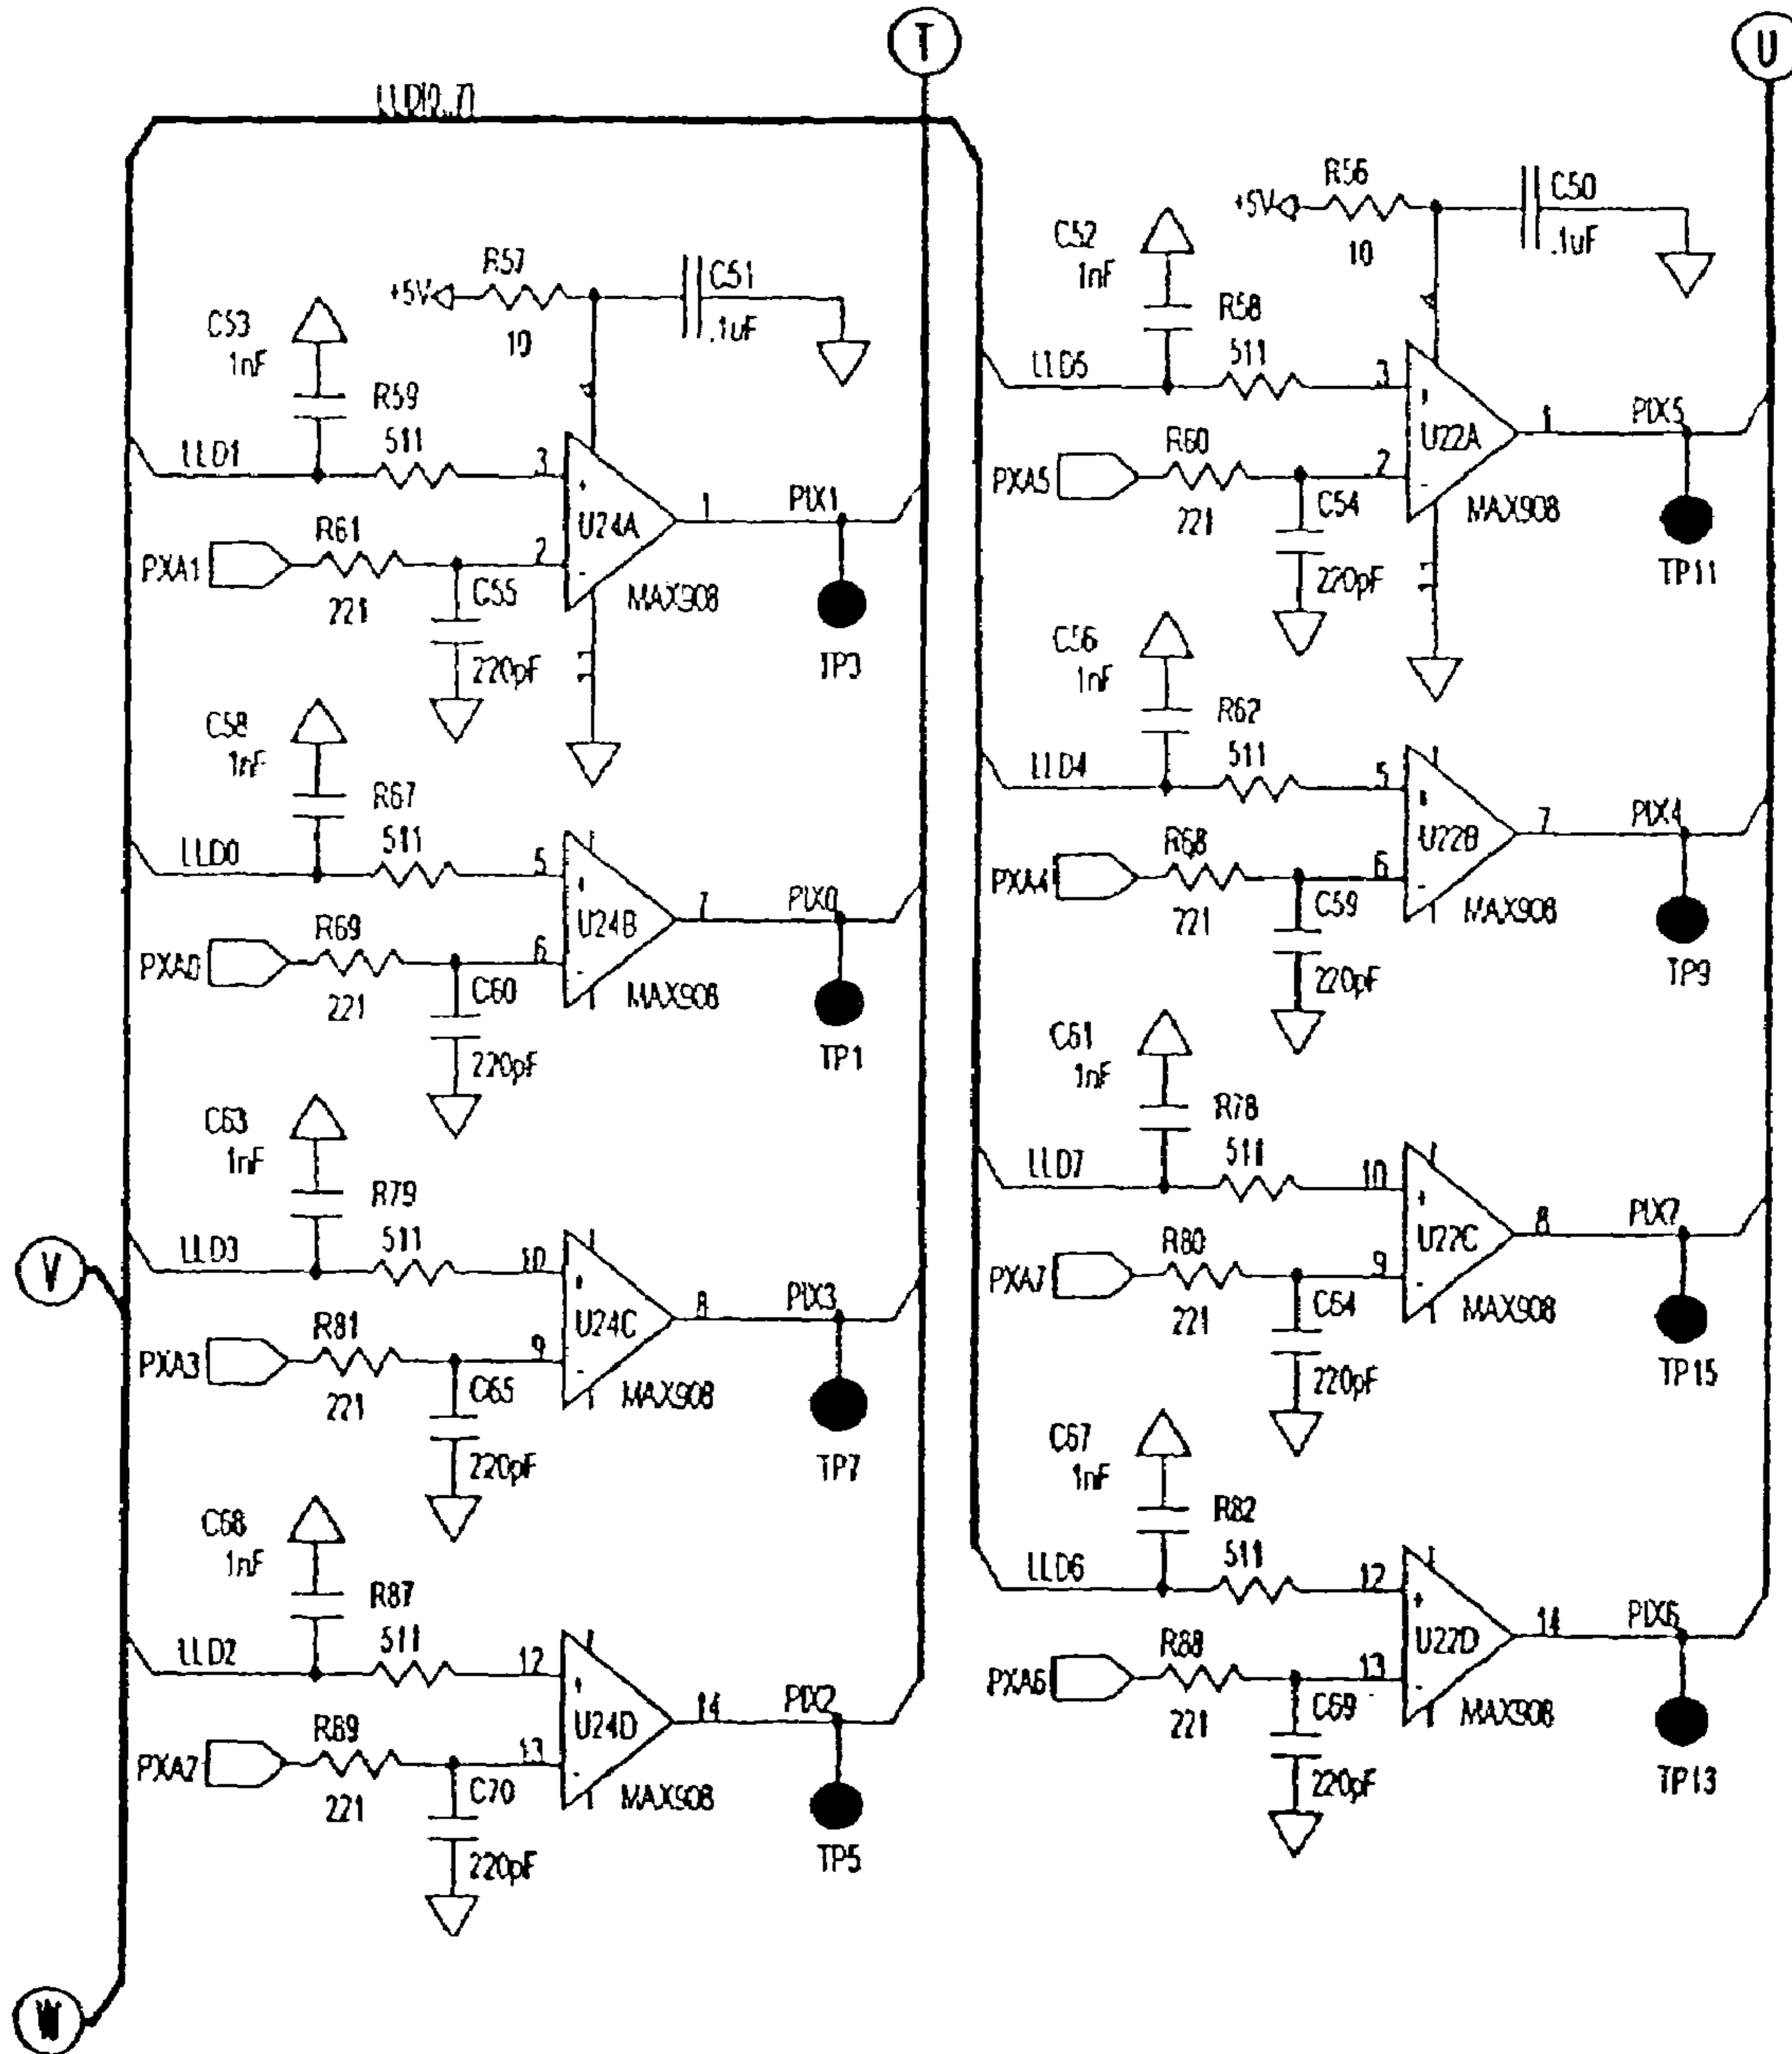 T
U
LLD[0..7]
R57
+5V
10
C51
.1uF
C53
1nF
R59
LLD1
511
3
+
U24A
1
PIX1
R61
PXA1
221
2
-
C55
220pF
MAX908
4
11
TP3
C58
1nF
R67
LLD0
511
5
+
U24B
7
PIX0
R69
PXA0
221
6
-
C60
220pF
MAX908
TP1
C63
1nF
R79
LLD3
511
10
+
U24C
8
PIX3
V
R81
PXA3
221
9
-
C65
220pF
MAX908
TP7
C68
1nF
R87
LLD2
511
12
+
U24D
14
PIX2
R89
PXA2
221
13
-
C70
220pF
MAX908
TP5
W
R56
+5V
10
C50
.1uF
C52
1nF
R58
LLD5
511
3
U22A
1
PIX5
R60
PXA5
221
2
-
C54
220pF
MAX908
4
11
TP11
C56
1nF
R62
LLD4
511
5
U22B
7
PIX4
R68
PXA4
221
6
-
C59
220pF
MAX908
TP9
C61
1nF
R78
LLD7
511
10
+
U22C
8
PIX7
R80
PXA7
221
9
-
C64
220pF
MAX908
TP15
C67
1nF
R82
LLD6
511
12
+
U22D
14
PIX6
R88
PXA6
221
13
-
C69
220pF
MAX908
TP13